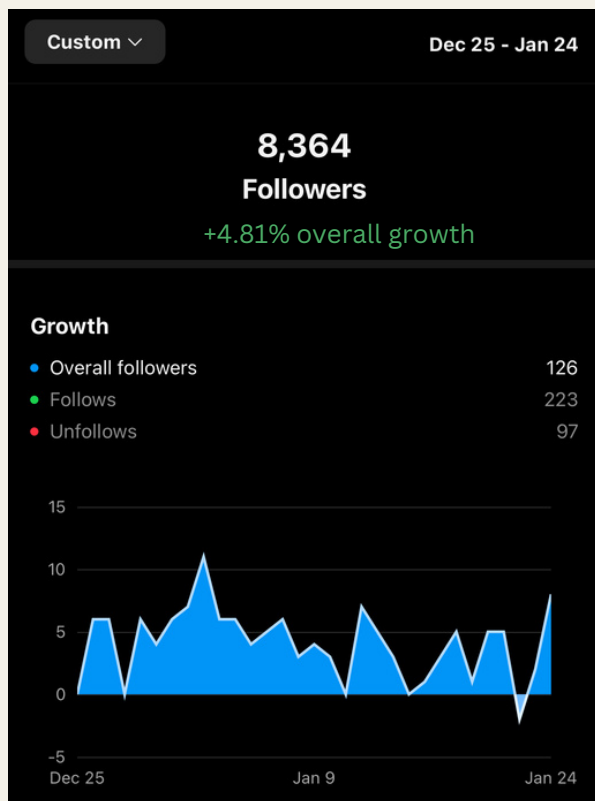 Custom
Dec 25 - Jan 24
8,364
Followers
+4.81% overall growth
Growth
Overall followers 126
Follows 223
Unfollows 97
15
10
5
0
-5
Dec 25 Jan 9 Jan 24